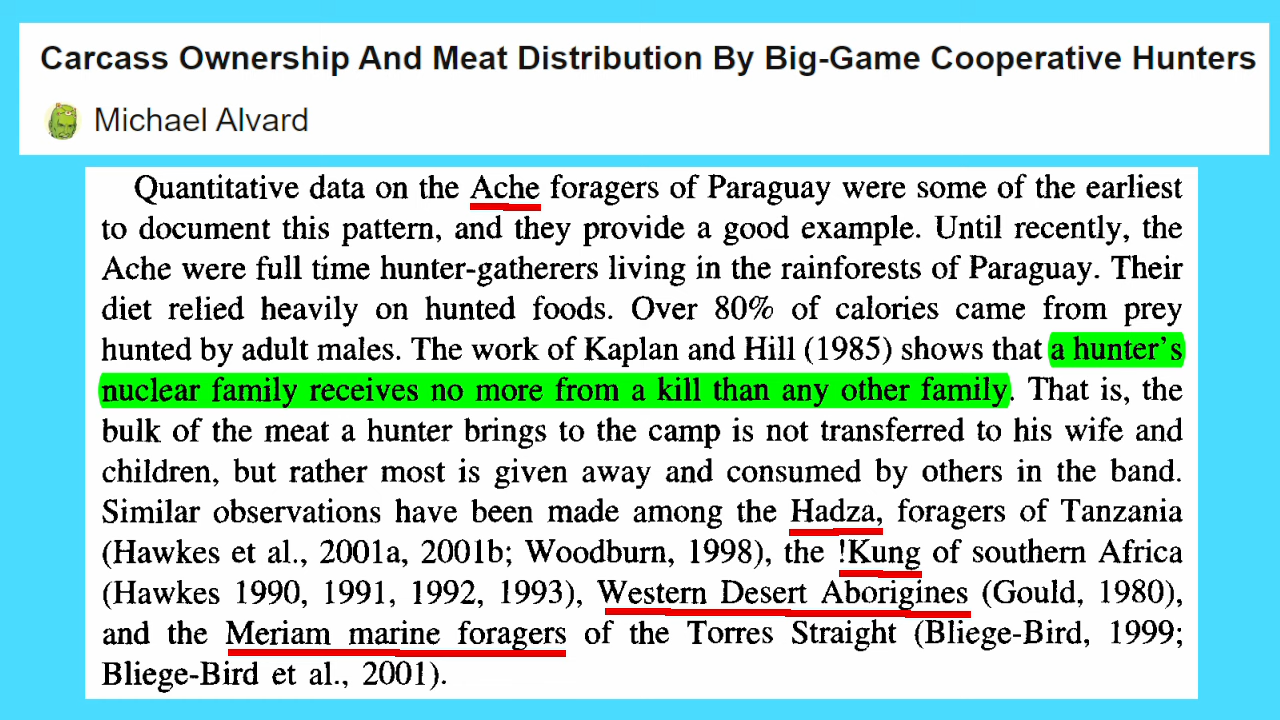 Carcass Ownership And Meat Distribution By Big-Game Cooperative Hunters
Michael Alvard
Quantitative data on the Ache foragers of Paraguay were some of the earliest
to document this pattern, and they provide a good example. Until recently, the
Ache were full time hunter-gatherers living in the rainforests of Paraguay. Their
diet relied heavily on hunted foods. Over 80% of calories came from prey
hunted by adult males. The work of Kaplan and Hill (1985) shows that a hunter's
nuclear family receives no more from a kill than any other family. That is, the
bulk of the meat a hunter brings to the camp is not transferred to his wife and
children, but rather most is given away and consumed by others in the band.
Similar observations have been made among the Hadza, foragers of Tanzania
(Hawkes et al., 2001a, 2001b; Woodburn, 1998), the !Kung of southern Africa
(Hawkes 1990, 1991, 1992, 1993), Western Desert Aborigines (Gould, 1980),
and the Meriam marine foragers of the Torres Straight (Bliege-Bird, 1999;
Bliege-Bird et al., 2001).